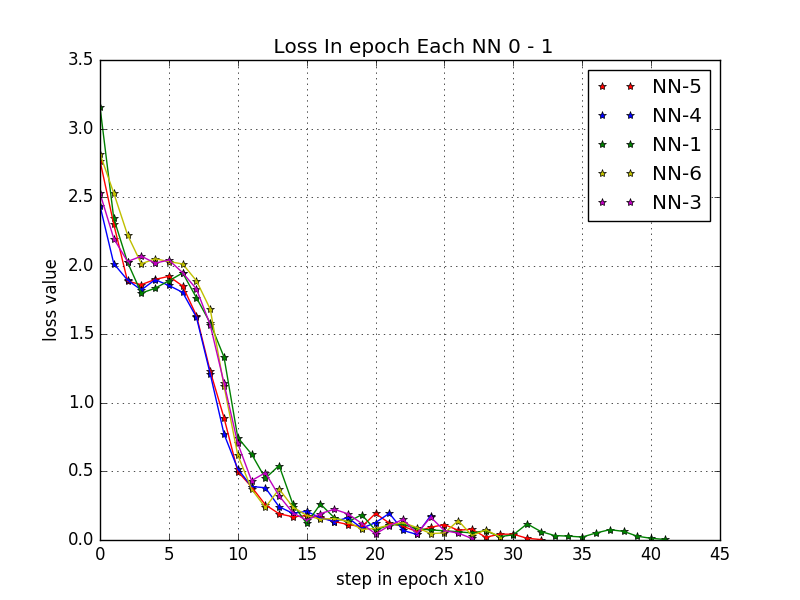 Loss In epoch Each NN 0 - 1
3.5
3.0
2.5
2.0
1.5
1.0
0.5
0.0
loss value
NN-5
NN-4
NN-1
NN-6
NN-3
0 5 10 15 20 25 30 35 40 45
step in epoch x10